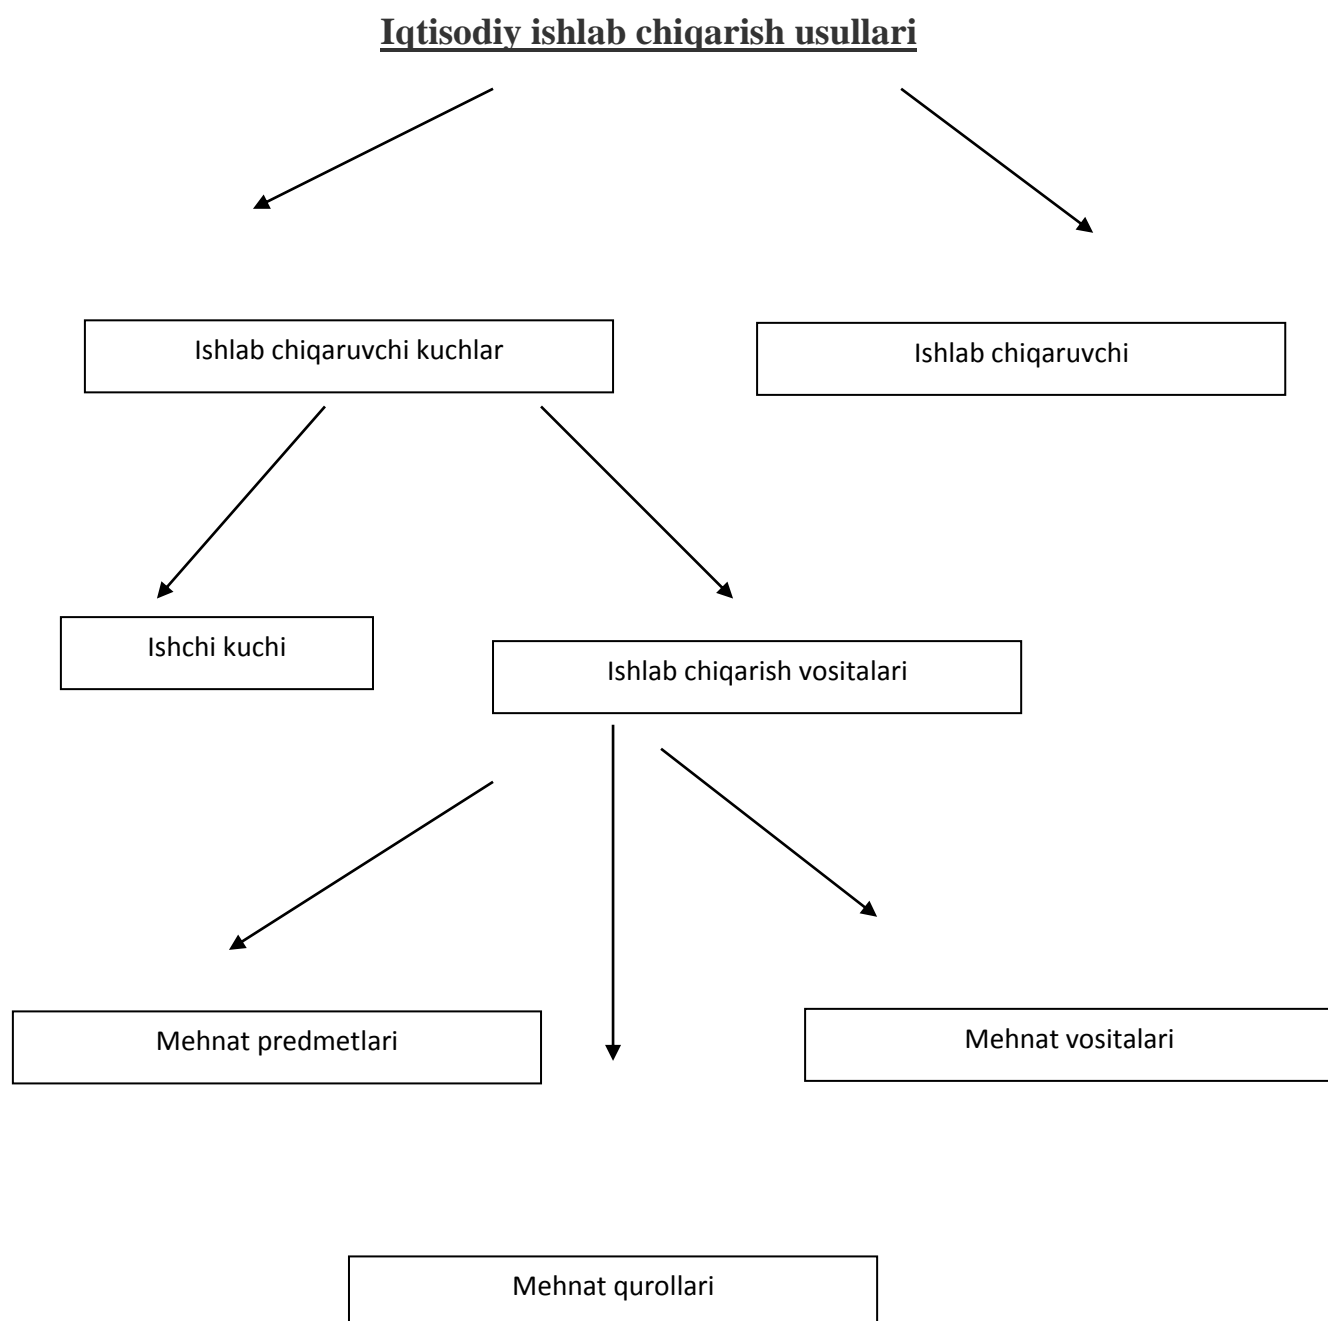 Iqtisodiy ishlab chiqarish usullari
Ishlab chiqaruvchi kuchlar
Ishlab chiqaruvchi
Ishchi kuchi
Ishlab chiqarish vositalari
Mehnat predmetlari
Mehnat vositalari
Mehnat qurollari